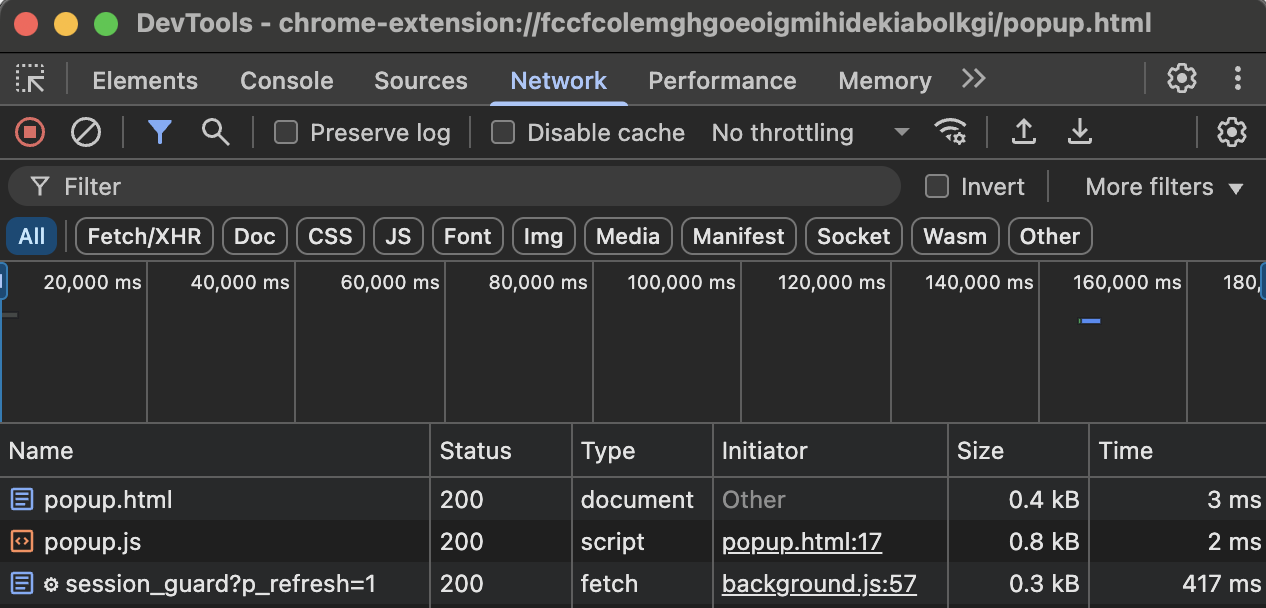 DevTools - chrome-extension://fccfcolemghgoeoigmihidekiabolkgi/popup.html
Elements Console Sources Network Performance Memory
Preserve log Disable cache No throttling
Filter Invert More filters
All Fetch/XHR Doc CSS JS Font Img Media Manifest Socket Wasm Other
20,000 ms 40,000 ms 60,000 ms 80,000 ms 100,000 ms 120,000 ms 140,000 ms 160,000 ms 180,
Name Status Type Initiator Size Time
popup.html 200 document Other 0.4 kB 3 ms
popup.js 200 script popup.html:17 0.8 kB 2 ms
session_guard?p_refresh=1 200 fetch background.js:57 0.3 kB 417 ms